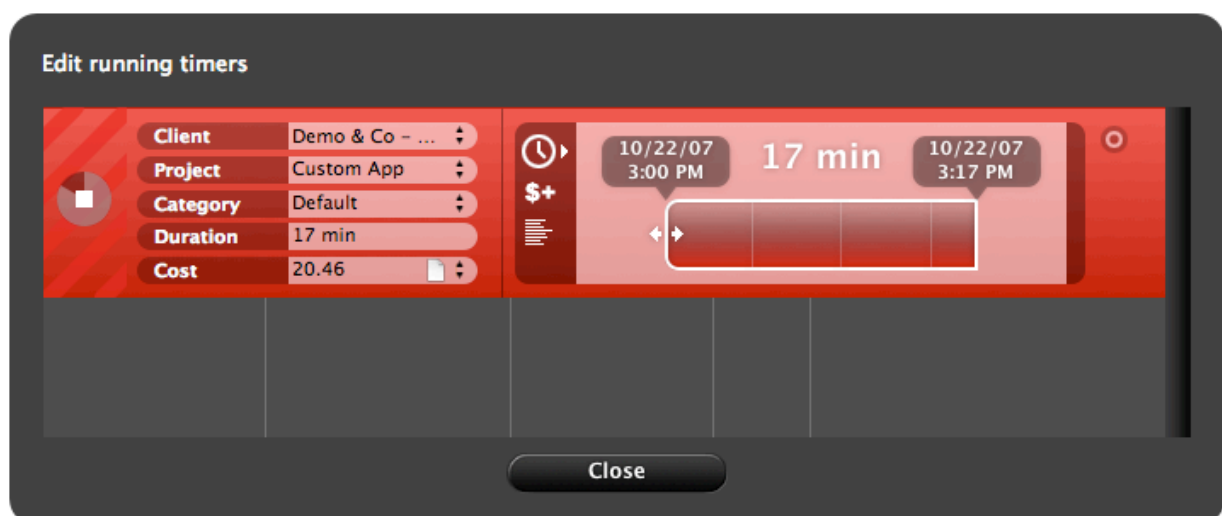 Edit running timers
Client Demo & Co – ...
Project Custom App
Category Default
Duration 17 min
Cost 20.46
$+
10/22/07
3:00 PM
17 min
10/22/07
3:17 PM
Close